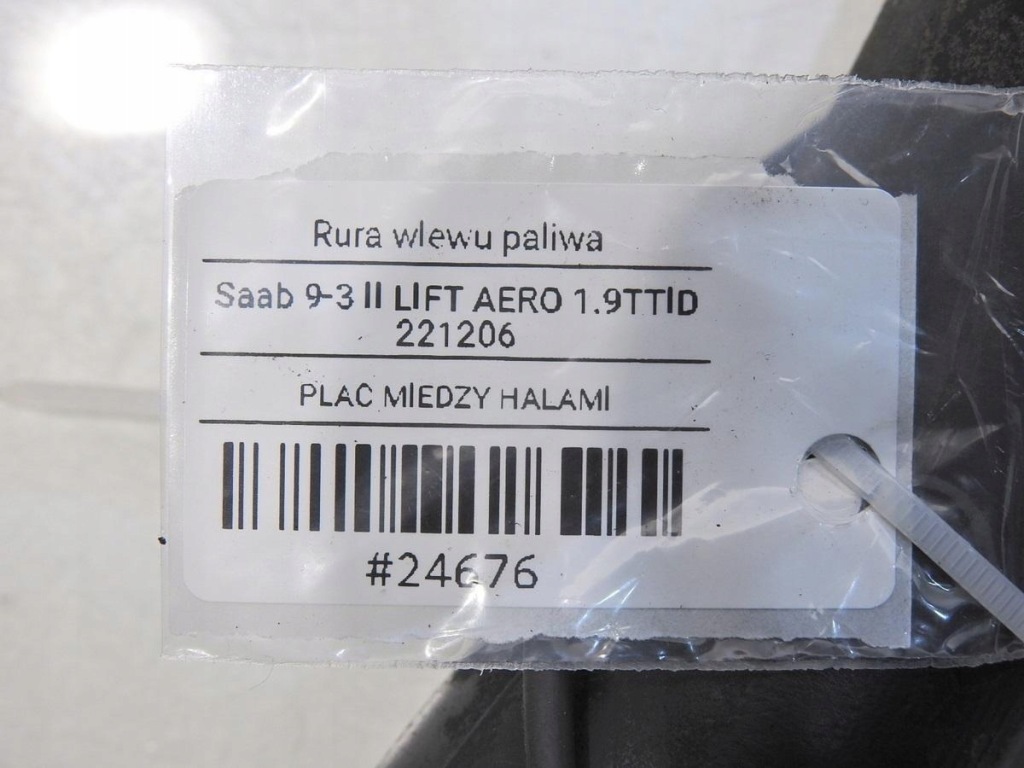 Rura wlewu paliwa
Saab 9-3 II LIFT AERO 1.9TTID
221206
PLAC MIEDZY HALAMI
#24676